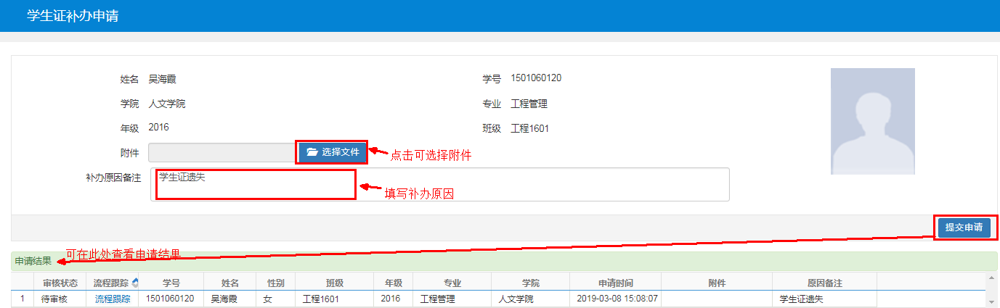 学生证补办申请
姓名 吴海霞 学号 1501060120
学院 人文学院 专业 工程管理
年级 2016 班级 工程1601
附件 选择文件 点击可选择附件
补办原因备注 学生证遗失
填写补办原因
提交申请
可在此处查看申请结果
申请结果
审核状态 流程跟踪 学号 姓名 性别 班级 年级 专业 学院 申请时间 附件 原因备注
1 待审核 流程跟踪 1501060120 吴海霞 女 工程1601 2016 工程管理 人文学院 2019-03-08 15:08:07 学生证遗失